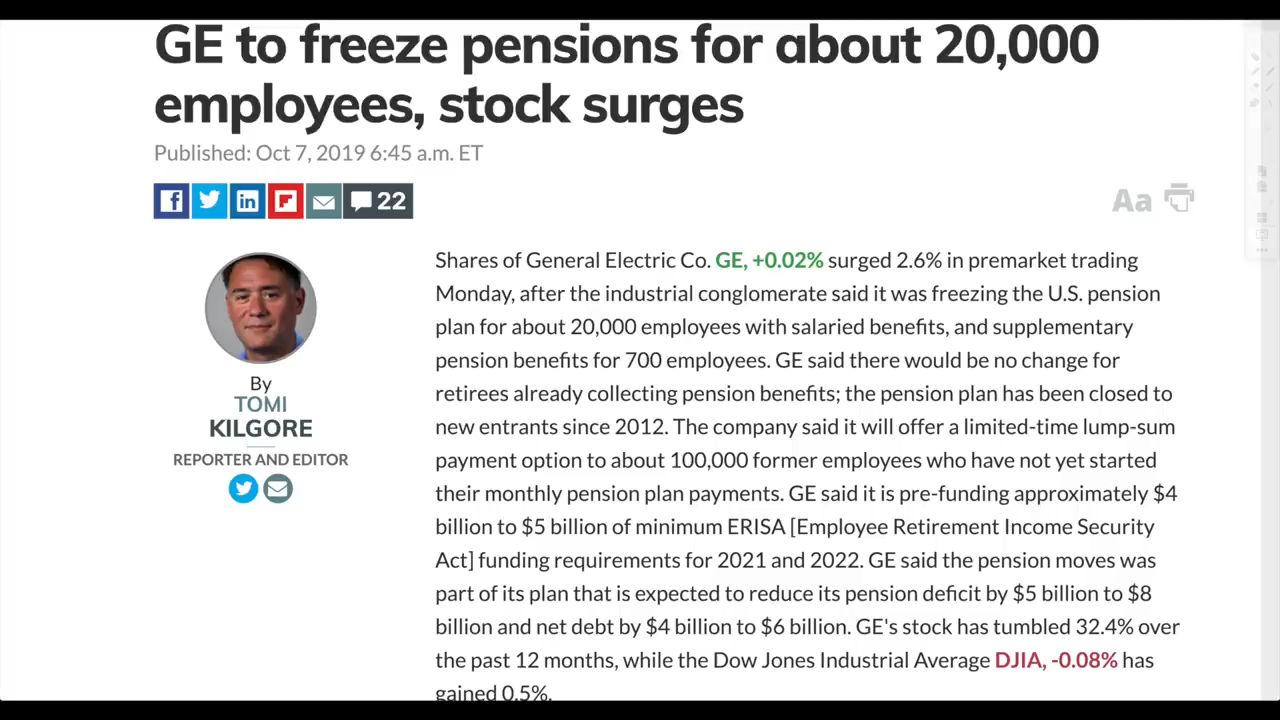 GE to freeze pensions for about 20,000
employees, stock surges
Published: Oct 7, 2019 6:45 a.m. ET
22
Aa
By
TOMI
KILGORE
REPORTER AND EDITOR
Shares of General Electric Co. GE, +0.02% surged 2.6% in premarket trading
Monday, after the industrial conglomerate said it was freezing the U.S. pension
plan for about 20,000 employees with salaried benefits, and supplementary
pension benefits for 700 employees. GE said there would be no change for
retirees already collecting pension benefits; the pension plan has been closed to
new entrants since 2012. The company said it will offer a limited-time lump-sum
payment option to about 100,000 former employees who have not yet started
their monthly pension plan payments. GE said it is pre-funding approximately $4
billion to $5 billion of minimum ERISA [Employee Retirement Income Security
Act] funding requirements for 2021 and 2022. GE said the pension moves was
part of its plan that is expected to reduce its pension deficit by $5 billion to $8
billion and net debt by $4 billion to $6 billion. GE's stock has tumbled 32.4% over
the past 12 months, while the Dow Jones Industrial Average DJIA, -0.08% has
gained 0.5%.